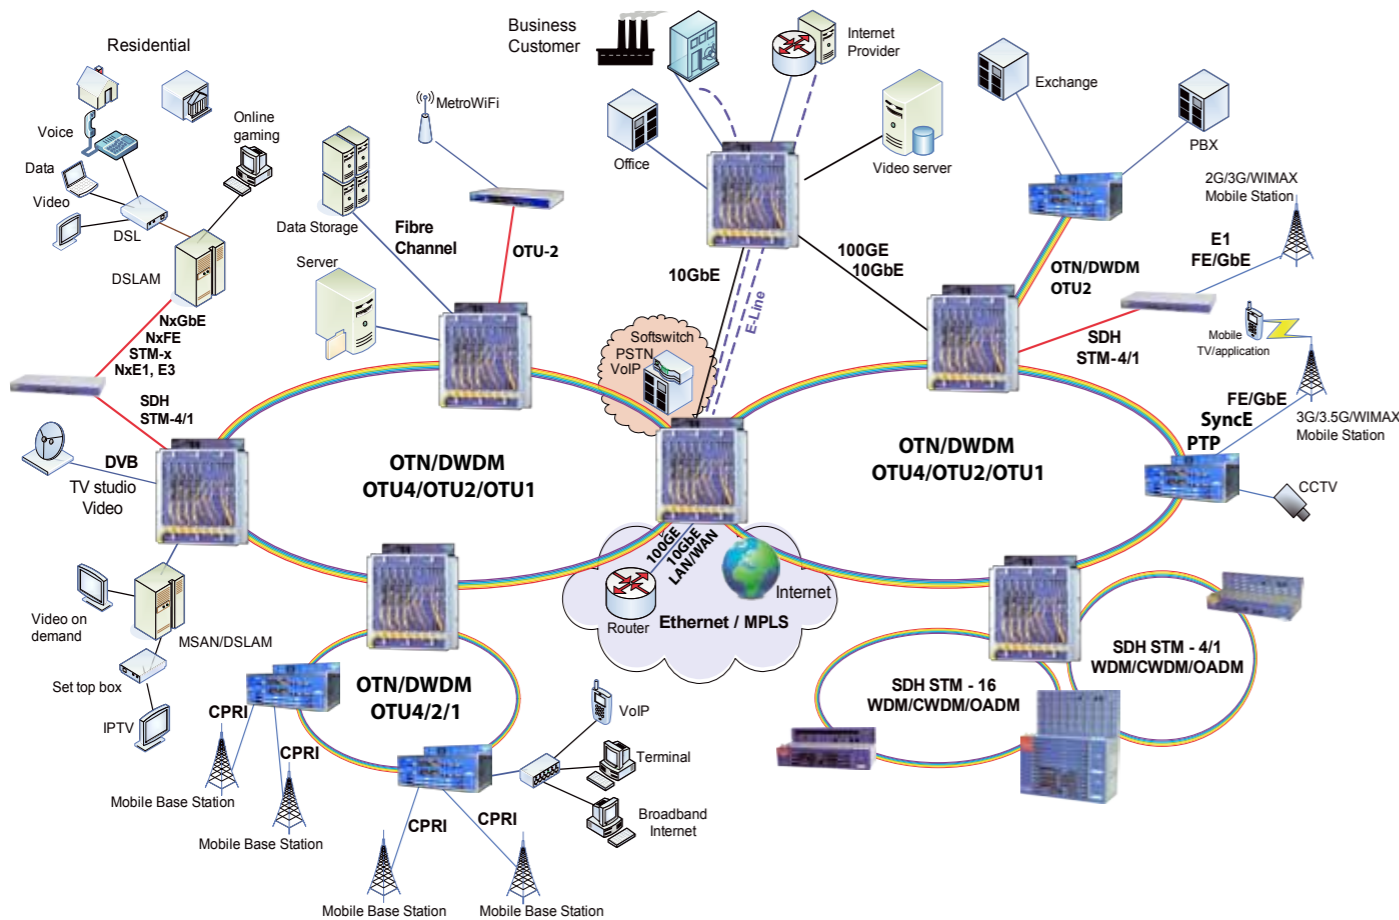 Residential
Voice
Data
Video
DSL
Online
gaming
DSLAM
NxGbE
NxFE
STM-x
NxE1, E3
SDH
STM-4/1
DVB
TV studio
Video
Video on
demand
MSAN/DSLAM
Set top box
IPTV
MetroWiFi
Data Storage
Fibre
Channel
OTU-2
Server
Business
Customer
Internet
Provider
Office
Video server
10GbE
E-Line
100GE
10GbE
Softswitch
PSTN
VoIP
Exchange
PBX
OTN/DWDM
OTU2
2G/3G/WIMAX
Mobile Station
E1
FE/GbE
SDH
STM-4/1
Mobile
TV/application
FE/GbE
SyncE
PTP
3G/3.5G/WIMAX
Mobile Station
CCTV
OTN/DWDM
OTU4/OTU2/OTU1
OTN/DWDM
OTU4/OTU2/OTU1
100GE
10GbE
LAN/WAN
Router
Internet
Ethernet / MPLS
OTN/DWDM
OTU4/2/1
SDH STM - 16
WDM/CWDM/OADM
SDH STM - 4/1
WDM/CWDM/OADM
CPRI
CPRI
Mobile Base Station
Mobile Base Station
CPRI
CPRI
Mobile Base Station
Mobile Base Station
VoIP
Terminal
Broadband
Internet